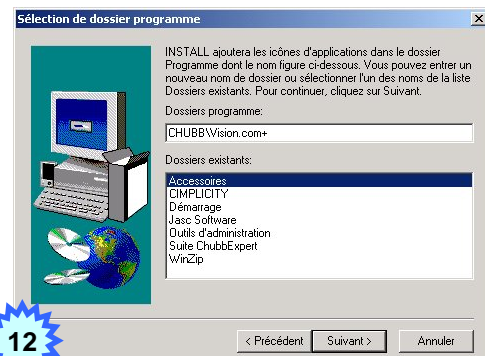 Sélection de dossier programme
INSTALL ajoutera les icônes d'applications dans le dossier
Programme dont le nom figure ci-dessous. Vous pouvez entrer un
nouveau nom de dossier ou sélectionner l'un des noms de la liste
Dossiers existants. Pour continuer, cliquez sur Suivant.
Dossiers programme:
CHUBB\Vision.com+
Dossiers existants:
Accessoires
CIMPLICITY
Démarrage
Jasc Software
Outils d'administration
Suite ChubbExpert
WinZip
12
< Précédent
Suivant >
Annuler